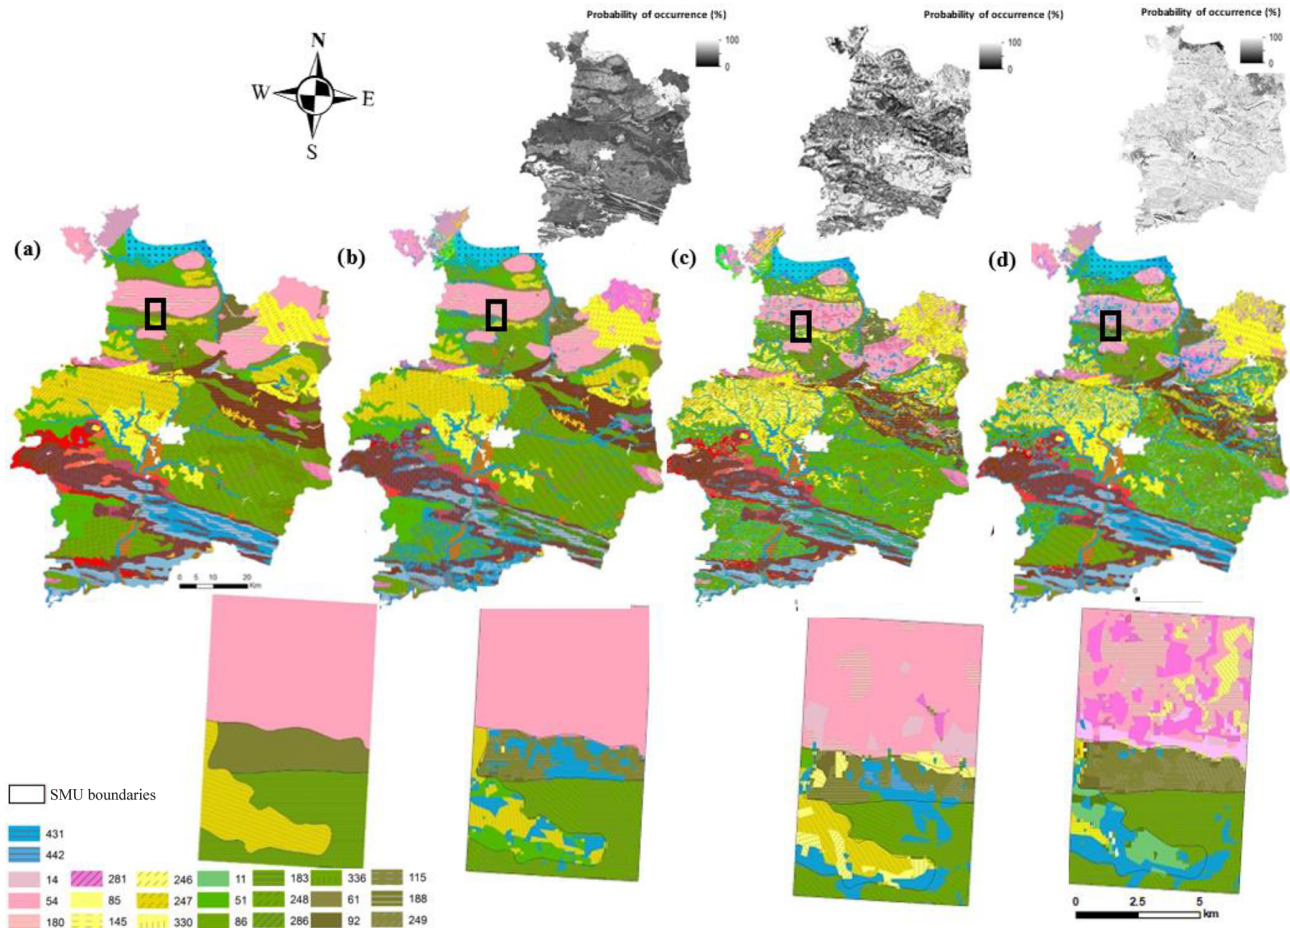 Probability of occurrence (%)
100
0
Probability of occurrence (%)
100
0
Probability of occurrence (%)
100
0
N
W
E
S
(a)
(b)
(c)
(d)
0 5 10 20
Km
SMU boundaries
431
442
14 281 246 11 183 336 115
54 85 247 51 248 61 188
180 145 330 86 286 92 249
0 2.5 5
km